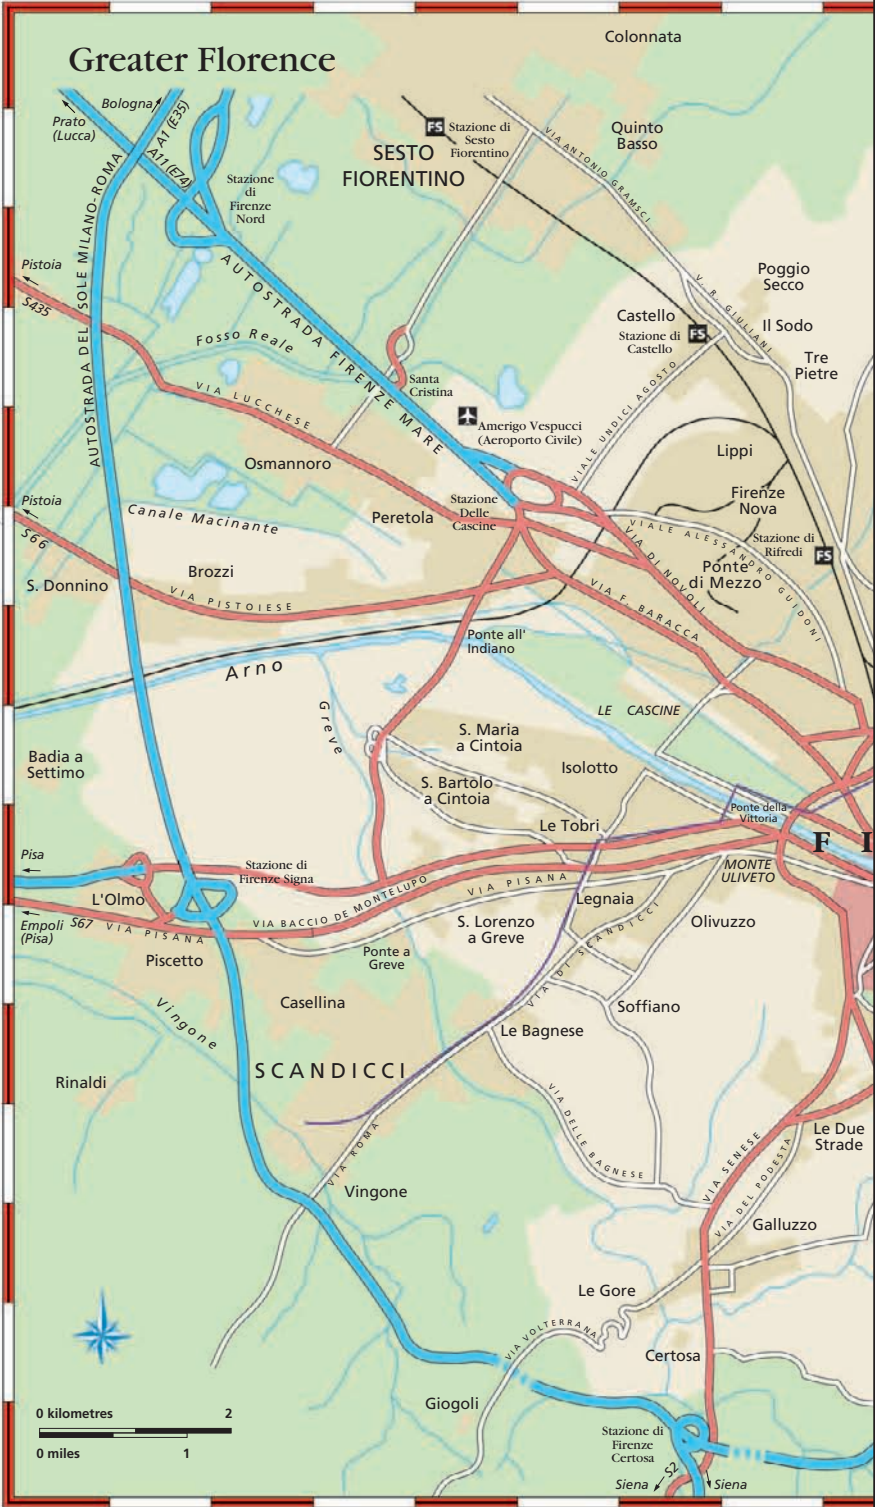 Greater Florence
Colonnata
Bologna
Prato
(Lucca)
A1 (E35)
A11 (E74)
FS
Stazione di
Sesto
Fiorentino
Quinto
Basso
VIA ANTONIO GRAMSCI
SESTO
FIORENTINO
Stazione
di
Firenze
Nord
AUTOSTRADA DEL SOLE MILANO-ROMA
Pistoia
S435
AUTOSTRADA FIRENZE MARE
Poggio
Secco
V. R. GIULIANI
Castello
Stazione di
Castello
FS
Il Sodo
Tre
Pietre
Fosso Reale
VIA LUCCHESE
Santa
Cristina
VIALE UNDICI AGOSTO
Amerigo Vespucci
(Aeroporto Civile)
Osmannoro
Lippi
Pistoia
S66
Canale Macinante
Peretola
Stazione
Delle
Cascine
Firenze
Nova
VIALE ALESSANDRO GUIDONI
Stazione di
Rifredi
FS
VIA DI NOVOLI
Ponte
di Mezzo
Brozzi
S. Donnino
VIA PISTOIESE
VIA F. BARACCA
Ponte all'
Indiano
Arno
Greve
LE CASCINE
S. Maria
a Cintoia
Badia a
Settimo
Isolotto
S. Bartolo
a Cintoia
Ponte della
Vittoria
Le Tobri
F I
Pisa
Stazione di
Firenze Signa
MONTE
ULIVETO
L'Olmo
VIA BACCIO DE MONTELUPO
VIA PISANA
Legnaia
Empoli
(Pisa)
S67
VIA PISANA
S. Lorenzo
a Greve
Olivuzzo
VIA DI SCANDICCI
Piscetto
Ponte a
Greve
Casellina
Soffiano
Vingone
Le Bagnese
SCANDICCI
Rinaldi
VIA DELLE BAGNESE
Le Due
Strade
VIA ROMA
VIA SENESE
VIA DEL PODESTA
Vingone
Galluzzo
Le Gore
VIA VOLTERRANA
Certosa
Giogoli
0 kilometres 2
0 miles 1
Stazione di
Firenze
Certosa
S2
Siena
Siena